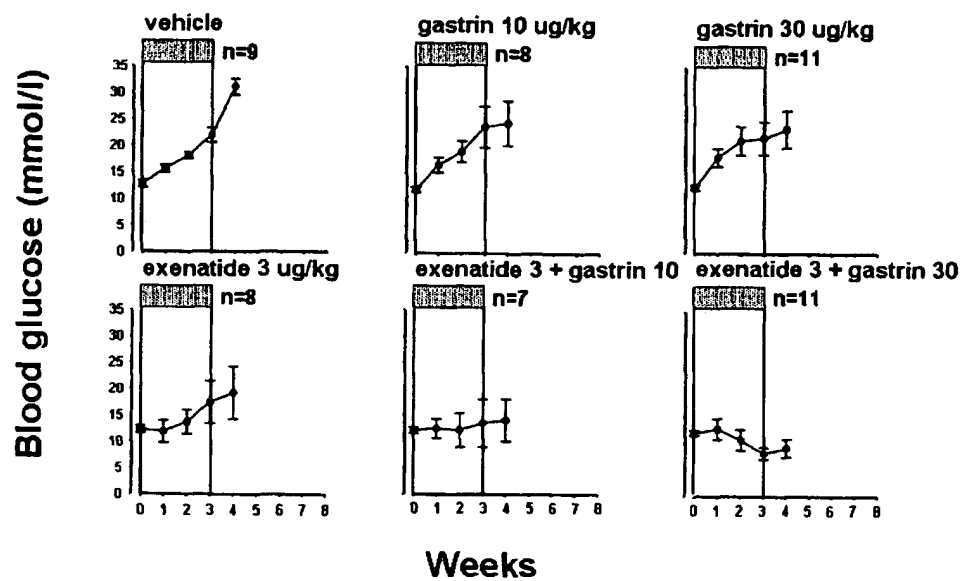 vehicle
n=9
gastrin 10 ug/kg
n=8
gastrin 30 ug/kg
n=11
Blood glucose (mmol/l)
35
30
25
20
15
10
5
0
exenatide 3 ug/kg
n=8
exenatide 3 + gastrin 10
n=7
exenatide 3 + gastrin 30
n=11
35
30
25
20
15
10
5
0
0 1 2 3 4 5 6 7 8
0 1 2 3 4 5 6 7 8
0 1 2 3 4 5 6 7 8
Weeks